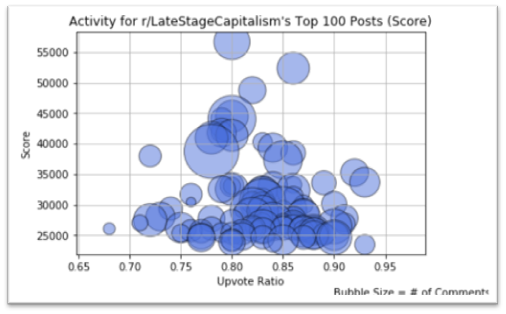 Activity for r/LateStageCapitalism's Top 100 Posts (Score)
55000
50000
45000
40000
35000
30000
25000
Score
0.65 0.70 0.75 0.80 0.85 0.90 0.95
Upvote Ratio
Bubble Size = # of Comments